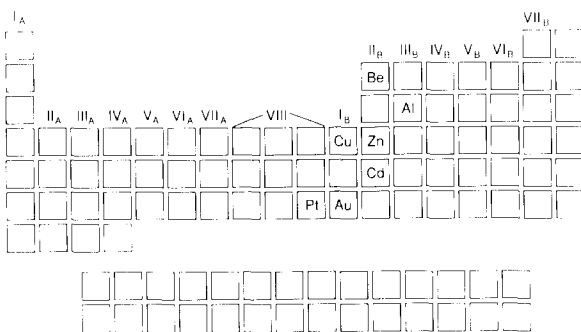 I_A
VII_B
II_B III_B IV_B V_B VI_B
Be
II_A III_A IV_A V_A VI_A VII_A VIII I_B
Al
Cu Zn
Cd
Pt Au